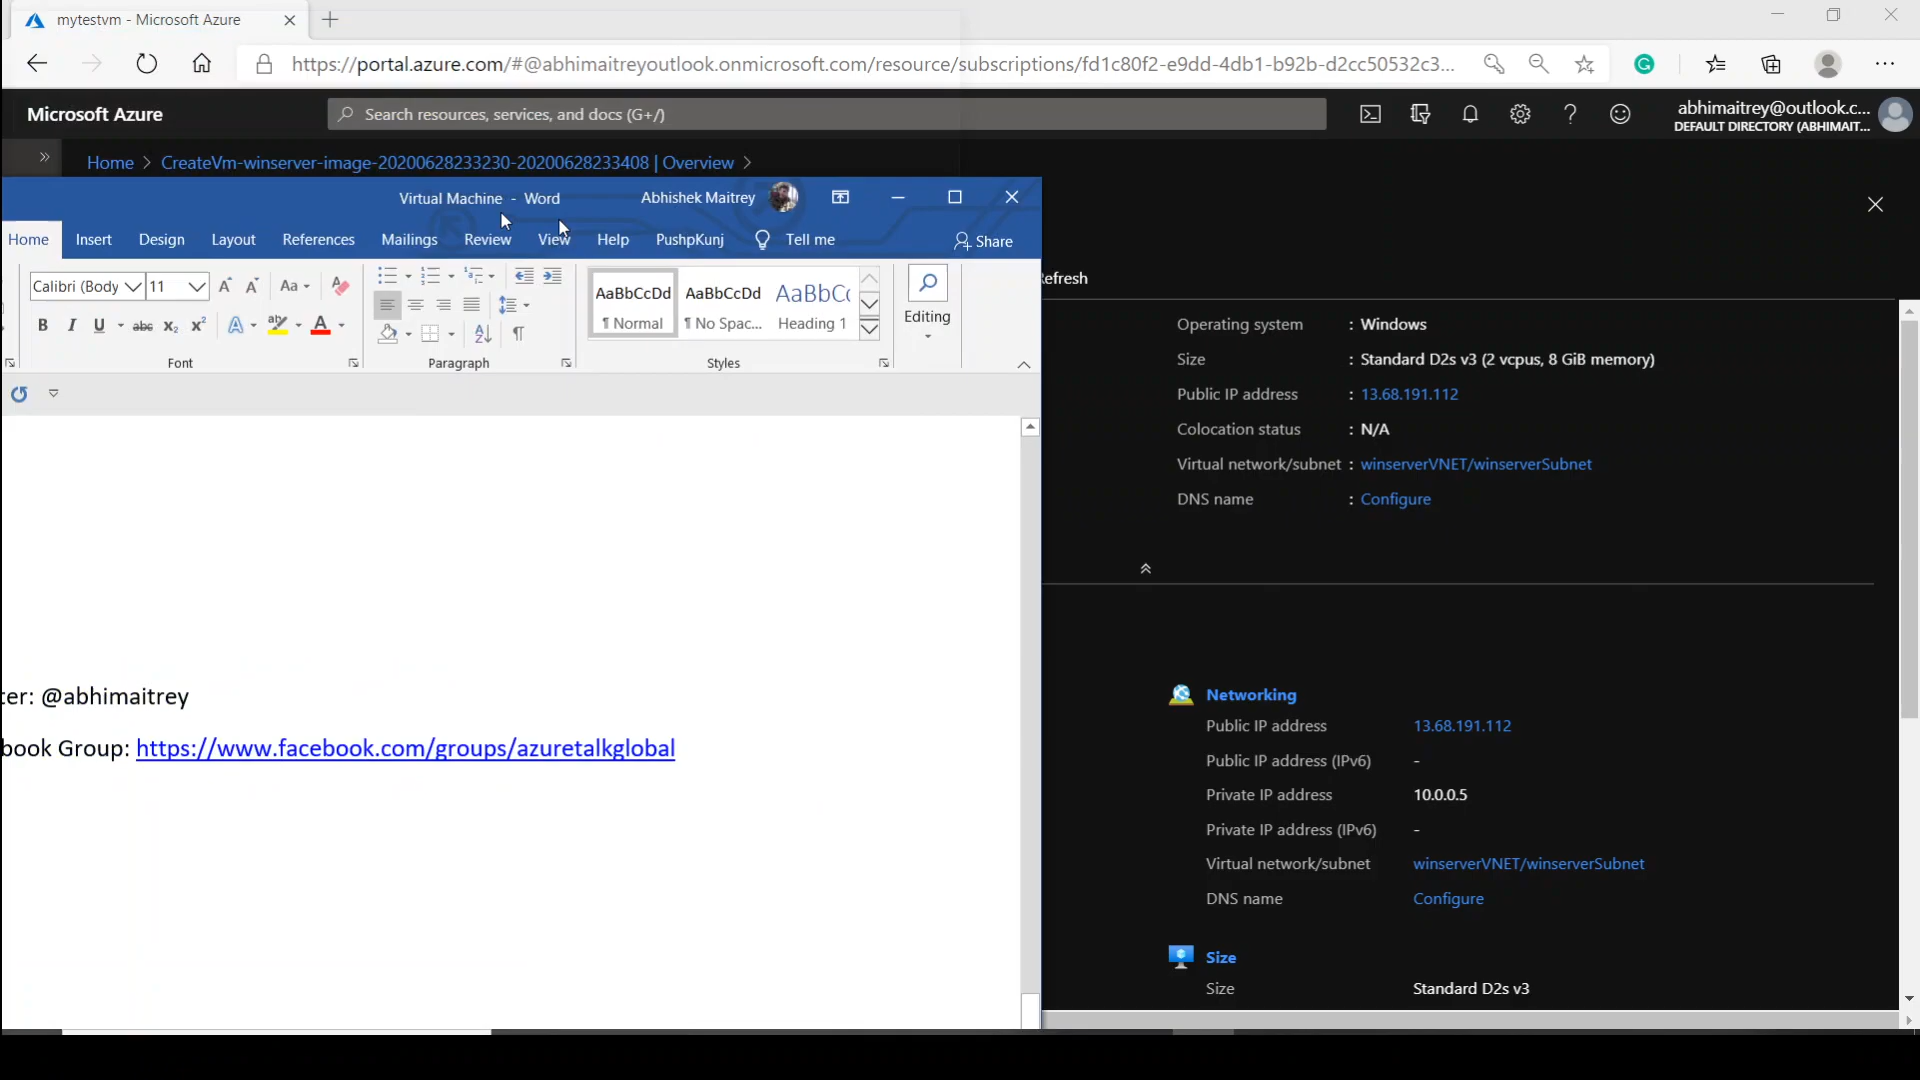 mytestvm - Microsoft Azure
https://portal.azure.com/#@abhimaitreyoutlook.onmicrosoft.com/resource/subscriptions/fd1c80f2-e9dd-4db1-b92b-d2cc50532c3...
Microsoft Azure
Search resources, services, and docs (G+/)
abhimaitrey@outlook.c...
DEFAULT DIRECTORY (ABHIMAIT...
Home > CreateVm-winserver-image-20200628233230-20200628233408 | Overview >
Virtual Machine - Word
Abhishek Maitrey
Home Insert Design Layout References Mailings Review View Help PushpKunj Tell me Share
Calibri (Body 11 Aa
AaBbCcDd AaBbCcDd AaBbCc
¶ Normal ¶ No Spac... Heading 1
Editing
B I U abc X₂ X² A aby A
Font Paragraph Styles
ter: @abhimaitrey
book Group: https://www.facebook.com/groups/azuretalkglobal
efresh
Operating system : Windows
Size : Standard D2s v3 (2 vcpus, 8 GiB memory)
Public IP address : 13.68.191.112
Colocation status : N/A
Virtual network/subnet : winserverVNET/winserverSubnet
DNS name : Configure
Networking
Public IP address 13.68.191.112
Public IP address (IPv6) -
Private IP address 10.0.0.5
Private IP address (IPv6) -
Virtual network/subnet winserverVNET/winserverSubnet
DNS name Configure
Size
Size Standard D2s v3